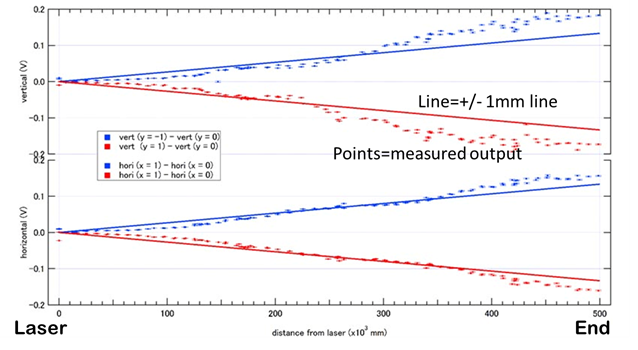 0.2
0.1
0.0
-0.1
-0.2
vertical (V)
Line=+/- 1mm line
vert (y = -1) - vert (y= 0)
vert (y = 1) - vert (y = 0)
hori (x = 1) - hori (x = 0)
hori (x = 1) - hori (x = 0)
Points=measured output
0.2
0.1
0.0
-0.1
-0.2
horizontal (V)
0 100 200 300 400 500
Laser
distance from laser (x10³ mm)
End